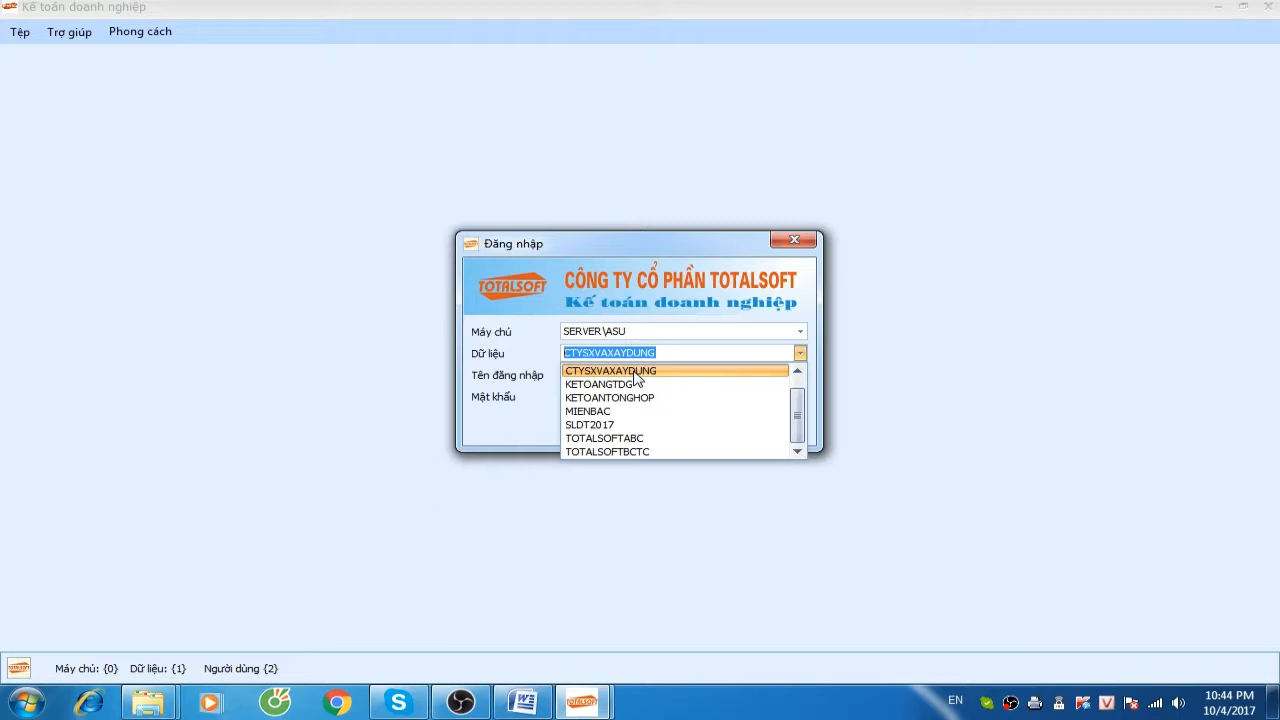 Kế toán doanh nghiệp
Tệp Trợ giúp Phong cách
Đăng nhập
TOTALSOFT
CÔNG TY CỔ PHẦN TOTALSOFT
Kế toán doanh nghiệp
Máy chủ SERVER\ASU
Dữ liệu CTYSXVAXAYDUNG
Tên đăng nhập
Mật khẩu
CTYSXVAXAYDUNG
KETOANGTDG
KETOANTONGHOP
MIENBAC
SLDT2017
TOTALSOFTABC
TOTALSOFTBCTC
Máy chủ: {0} Dữ liệu: {1} Người dùng {2}
EN
10:44 PM
10/4/2017